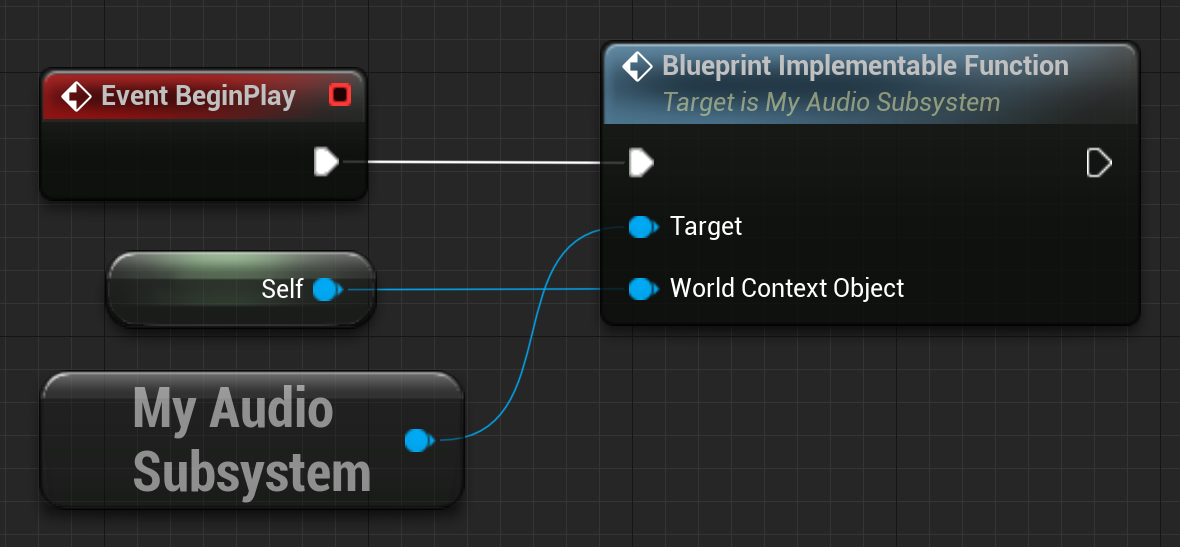 Event BeginPlay
Blueprint Implementable Function
Target is My Audio Subsystem
Target
Self
World Context Object
My Audio
Subsystem